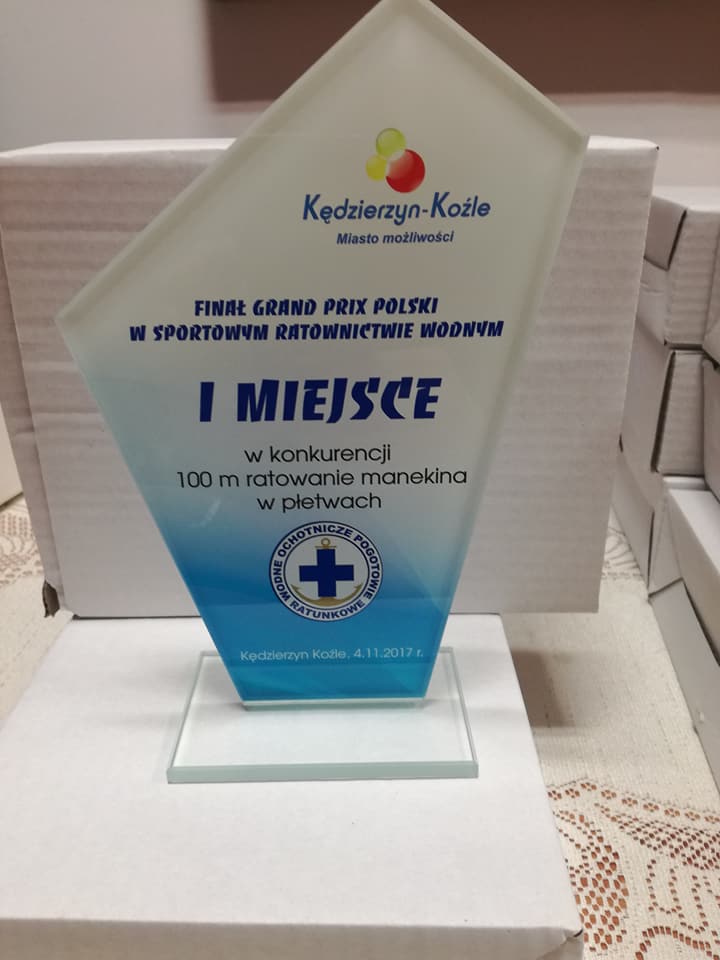 Kędzierzyn-Koźle
Miasto możliwości
FINAŁ GRAND PRIX POLSKI
W SPORTOWYM RATOWNICTWIE WODNYM
I MIEJSCE
w konkurencji
100 m ratowanie manekina
w płetwach
WODNE OCHOTNICZE POGOTOWIE
RATUNKOWE
Kędzierzyn Koźle, 4.11.2017 r.